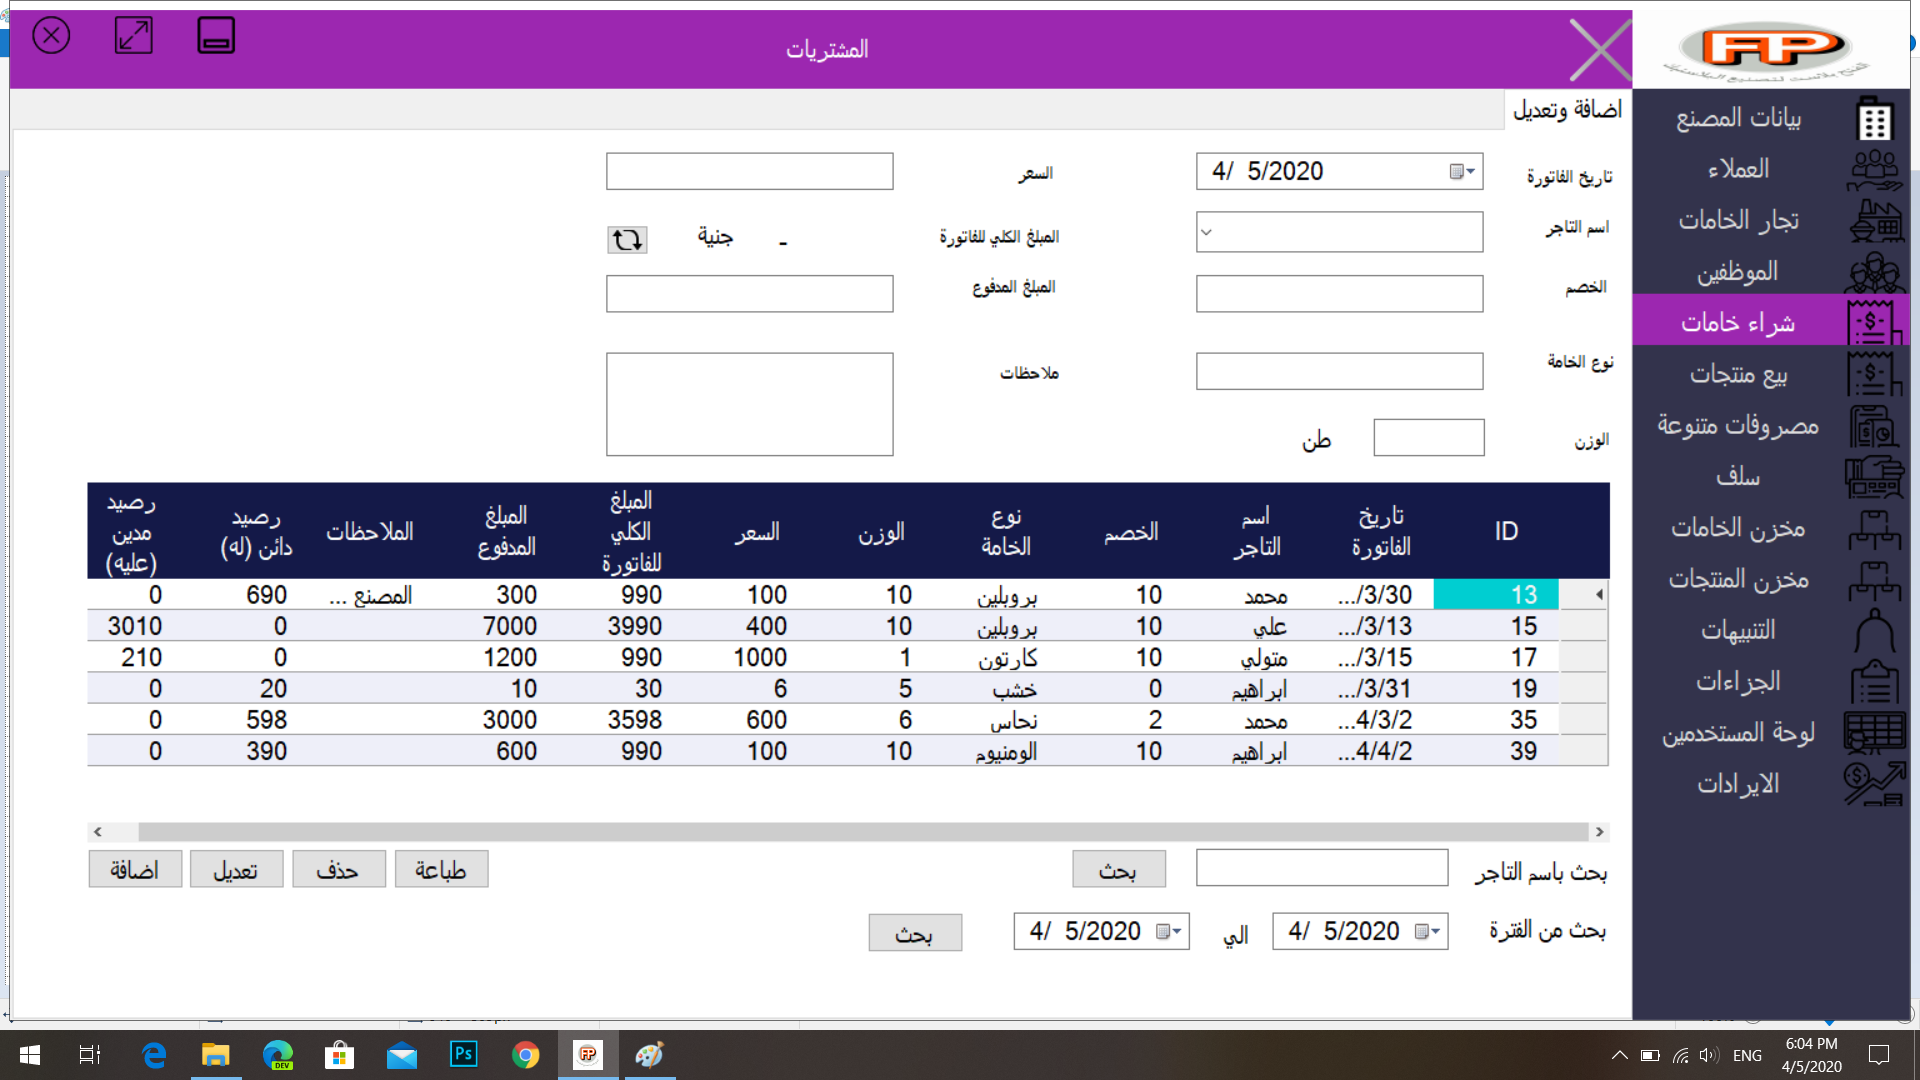 المشتريات
FP
اضافة وتعديل
بيانات المصنع
العملاء
تجار الخامات
الموظفين
شراء خامات
بيع منتجات
مصروفات متنوعة
سلف
مخزن الخامات
مخزن المنتجات
التنبيهات
الجزاءات
لوحة المستخدمين
الايرادات
تاريخ الفاتورة 4/ 5/2020
السعر
اسم التاجر
المبلغ الكلي للفاتورة - جنية
الخصم
المبلغ المدفوع
نوع الخامة
ملاحظات
الوزن طن
ID تاريخ الفاتورة اسم التاجر نوع الخامة الخصم الوزن السعر المبلغ الكلي للفاتورة المبلغ المدفوع الملاحظات رصيد دائن (له) رصيد مدين (عليه)
13 .../3/30 محمد بروبلين 10 10 100 990 300 المصنع ... 690 0
15 .../3/13 علي بروبلين 10 10 400 3990 7000 0 3010
17 .../3/15 متولي كارتون 10 1 1000 990 1200 0 210
19 .../3/31 ابراهيم خشب 0 5 6 30 10 20 0
35 ...4/3/2 محمد نحاس 2 6 600 3598 3000 598 0
39 ...4/4/2 ابراهيم الومنيوم 10 10 100 990 600 390 0
بحث باسم التاجر بحث طباعة حذف تعديل اضافة
بحث من الفترة 4/ 5/2020 الي 4/ 5/2020 بحث
DEV
Ps
FP
ENG
6:04 PM
4/5/2020